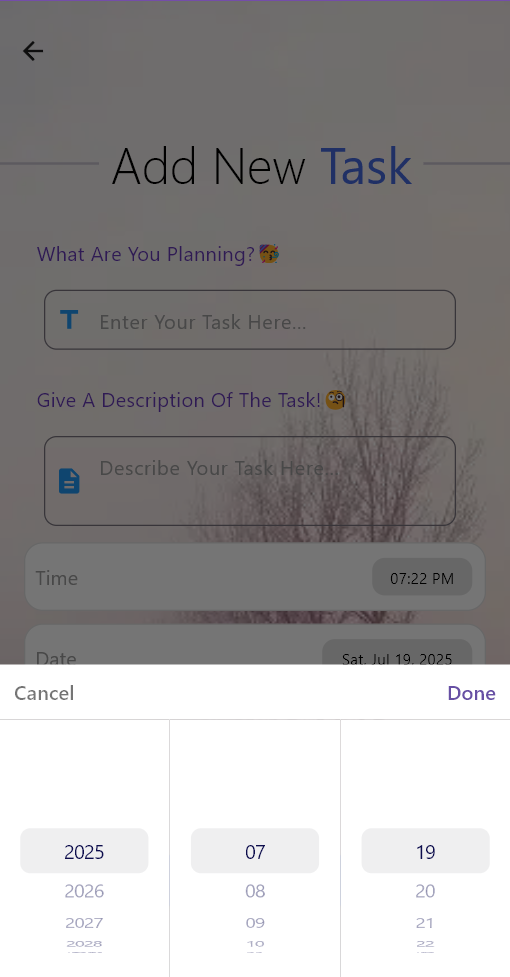 Add New Task
What Are You Planning?🥳
Enter Your Task Here...
Give A Description Of The Task!🧐
Describe Your Task Here...
Time 07:22 PM
Date Sat, Jul 19, 2025
Cancel Done
2025 07 19
2026 08 20
2027 09 21
2028 10 22